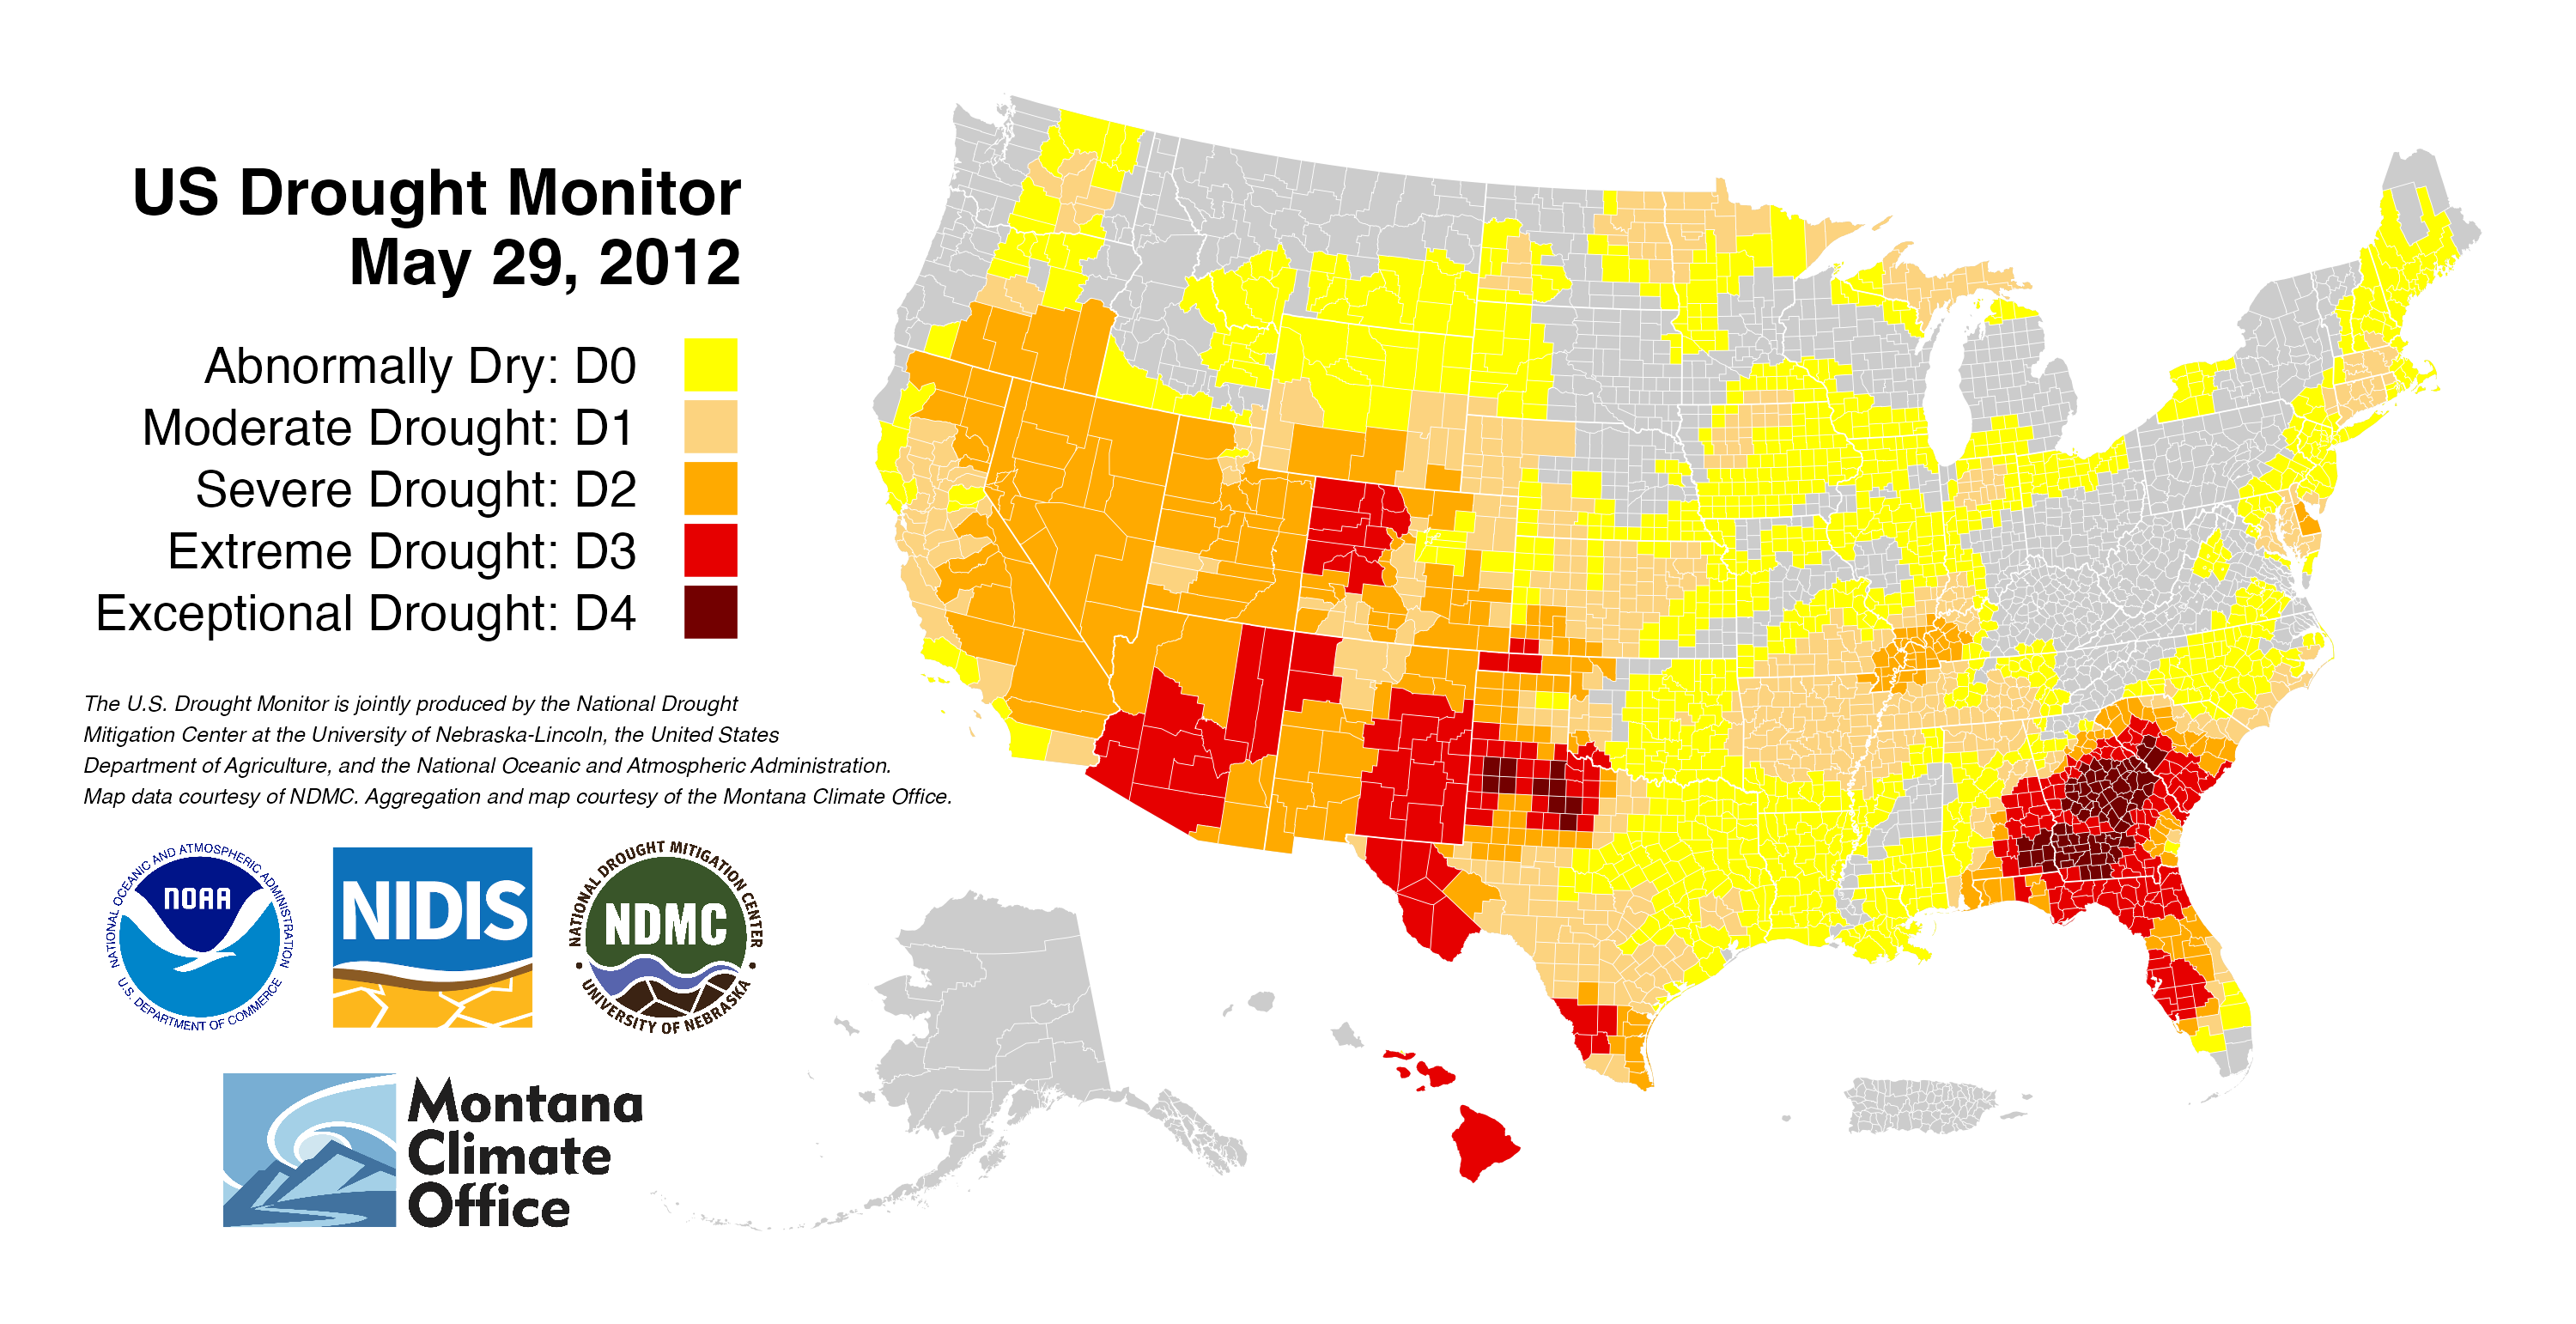 US Drought Monitor
May 29, 2012
Abnormally Dry: D0
Moderate Drought: D1
Severe Drought: D2
Extreme Drought: D3
Exceptional Drought: D4
The U.S. Drought Monitor is jointly produced by the National Drought
Mitigation Center at the University of Nebraska-Lincoln, the United States
Department of Agriculture, and the National Oceanic and Atmospheric Administration.
Map data courtesy of NDMC. Aggregation and map courtesy of the Montana Climate Office.
NATIONAL OCEANIC AND ATMOSPHERIC ADMINISTRATION
NOAA
U.S. DEPARTMENT OF COMMERCE
NIDIS
NATIONAL DROUGHT MITIGATION CENTER
NDMC
UNIVERSITY OF NEBRASKA
Montana
Climate
Office